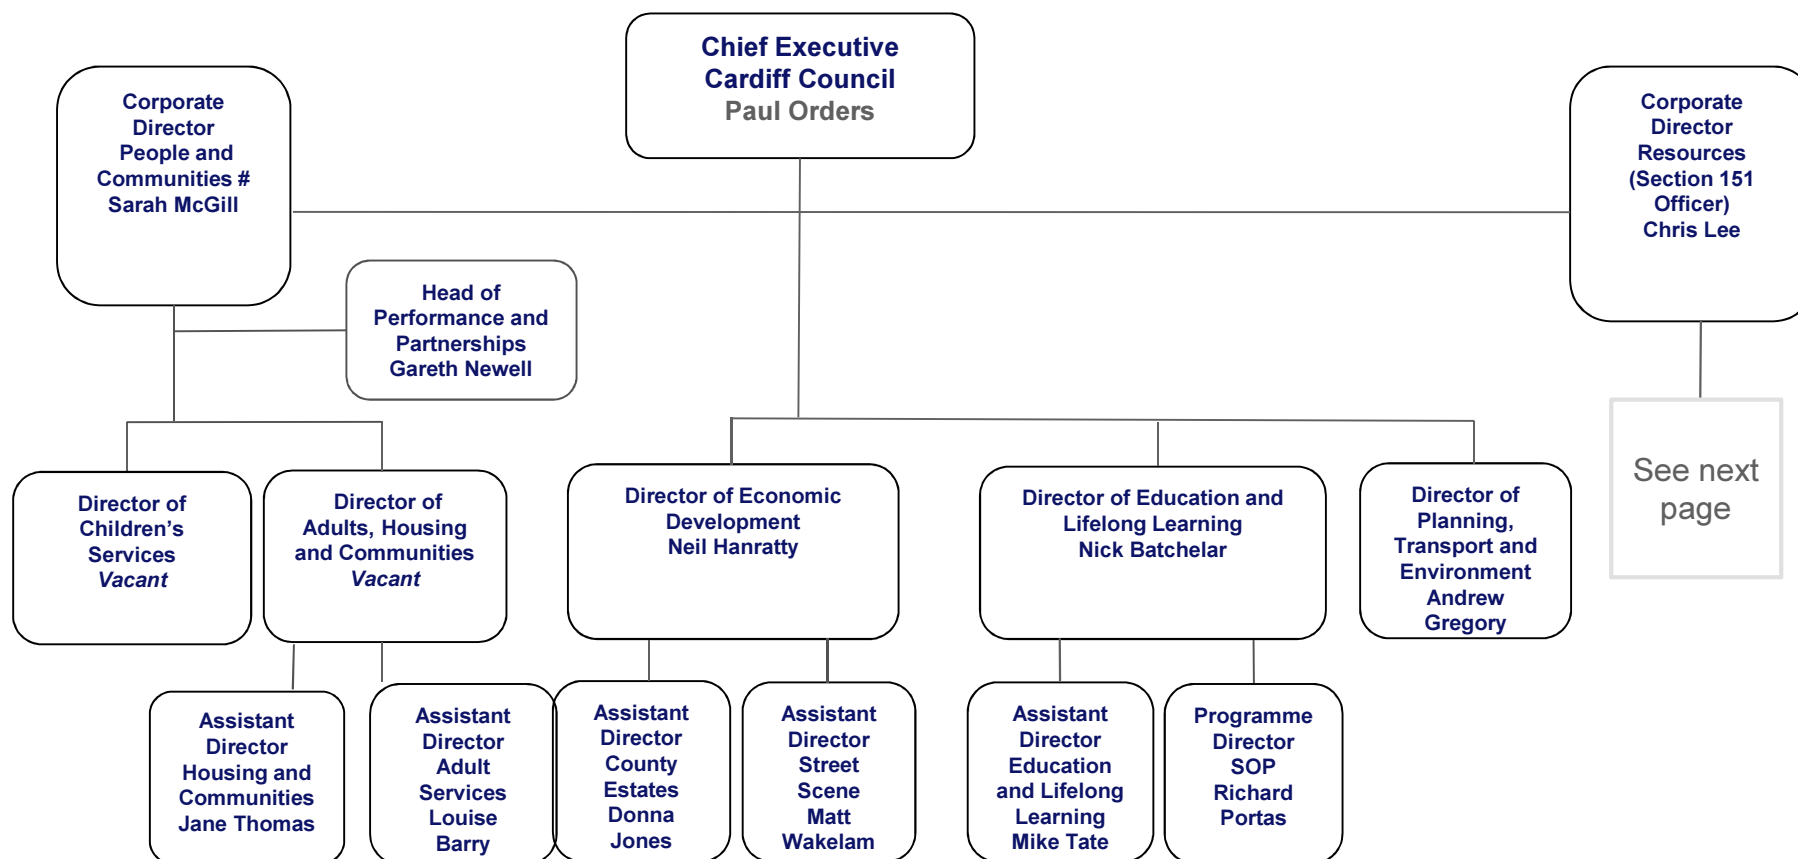 Chief Executive
Cardiff Council
Paul Orders
Corporate
Director
People and
Communities #
Sarah McGill
Corporate
Director
Resources
(Section 151
Officer)
Chris Lee
Head of
Performance and
Partnerships
Gareth Newell
See next
page
Director of
Children’s
Services
Vacant
Director of
Adults, Housing
and Communities
Vacant
Director of Economic
Development
Neil Hanratty
Director of Education and
Lifelong Learning
Nick Batchelar
Director of
Planning,
Transport and
Environment
Andrew
Gregory
Assistant
Director
Housing and
Communities
Jane Thomas
Assistant
Director
Adult
Services
Louise
Barry
Assistant
Director
County
Estates
Donna
Jones
Assistant
Director
Street
Scene
Matt
Wakelam
Assistant
Director
Education
and Lifelong
Learning
Mike Tate
Programme
Director
SOP
Richard
Portas